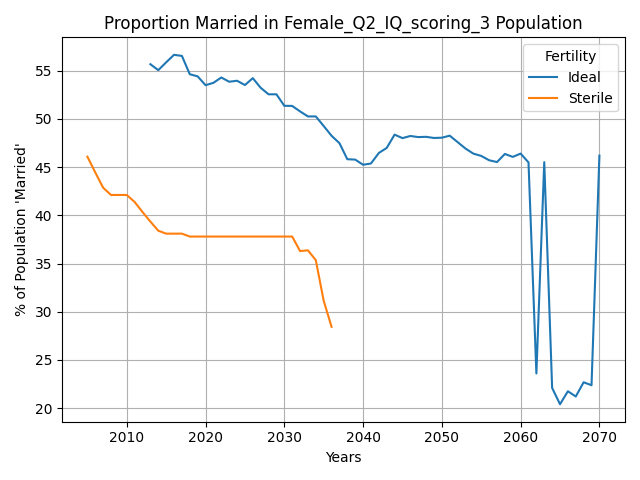 Proportion Married in Female_Q2_IQ_scoring_3 Population
% of Population 'Married'
55
50
45
40
35
30
25
20
Fertility
Ideal
Sterile
2010 2020 2030 2040 2050 2060 2070
Years